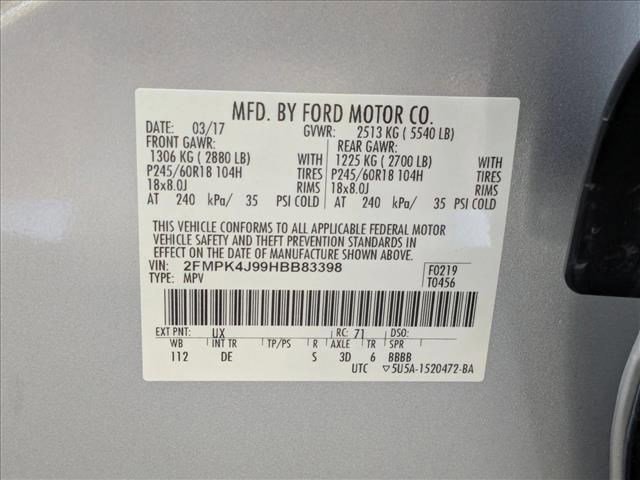 MFD. BY FORD MOTOR CO.
DATE: 03/17 GVWR: 2513 KG ( 5540 LB)
FRONT GAWR: REAR GAWR:
1306 KG ( 2880 LB) WITH 1225 KG ( 2700 LB) WITH
P245/60R18 104H TIRES P245/60R18 104H TIRES
18x8.0J RIMS 18x8.0J RIMS
AT 240 kPa/ 35 PSI COLD AT 240 kPa/ 35 PSI COLD
THIS VEHICLE CONFORMS TO ALL APPLICABLE FEDERAL MOTOR
VEHICLE SAFETY AND THEFT PREVENTION STANDARDS IN
EFFECT ON THE DATE OF MANUFACTURE SHOWN ABOVE.
VIN: 2FMPK4J99HBB83398 F0219
TYPE: MPV T0456
EXT PNT: UX RC: 71 DSO:
WB INT TR TP/PS R AXLE TR SPR
112 DE S 3D 6 BBBB
UTC ▽5U5A-1520472-BA